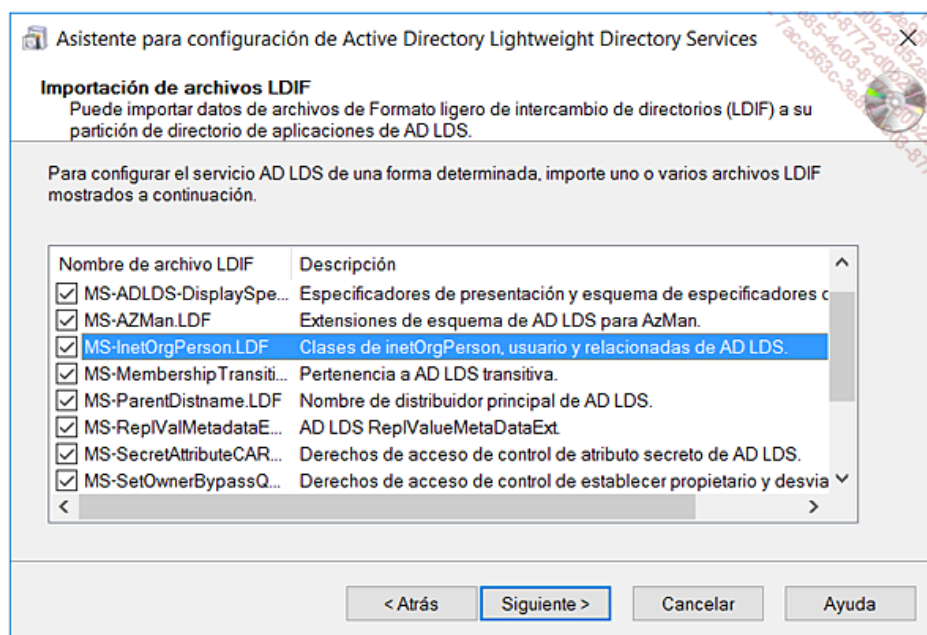 Asistente para configuración de Active Directory Lightweight Directory Services
Importación de archivos LDIF
Puede importar datos de archivos de Formato ligero de intercambio de directorios (LDIF) a su
partición de directorio de aplicaciones de AD LDS.
Para configurar el servicio AD LDS de una forma determinada, importe uno o varios archivos LDIF
mostrados a continuación.
Nombre de archivo LDIF Descripción
MS-ADLDS-DisplaySpe... Especificadores de presentación y esquema de especificadores
MS-AZMan.LDF Extensiones de esquema de AD LDS para AzMan.
MS-InetOrgPerson.LDF Clases de inetOrgPerson, usuario y relacionadas de AD LDS.
MS-MembershipTransiti... Pertenencia a AD LDS transitiva.
MS-ParentDistname.LDF Nombre de distribuidor principal de AD LDS.
MS-ReplValMetadataE... AD LDS ReplValueMetaDataExt.
MS-SecretAttributeCAR... Derechos de acceso de control de atributo secreto de AD LDS.
MS-SetOwnerBypassQ... Derechos de acceso de control de establecer propietario y desvia
< Atrás Siguiente > Cancelar Ayuda